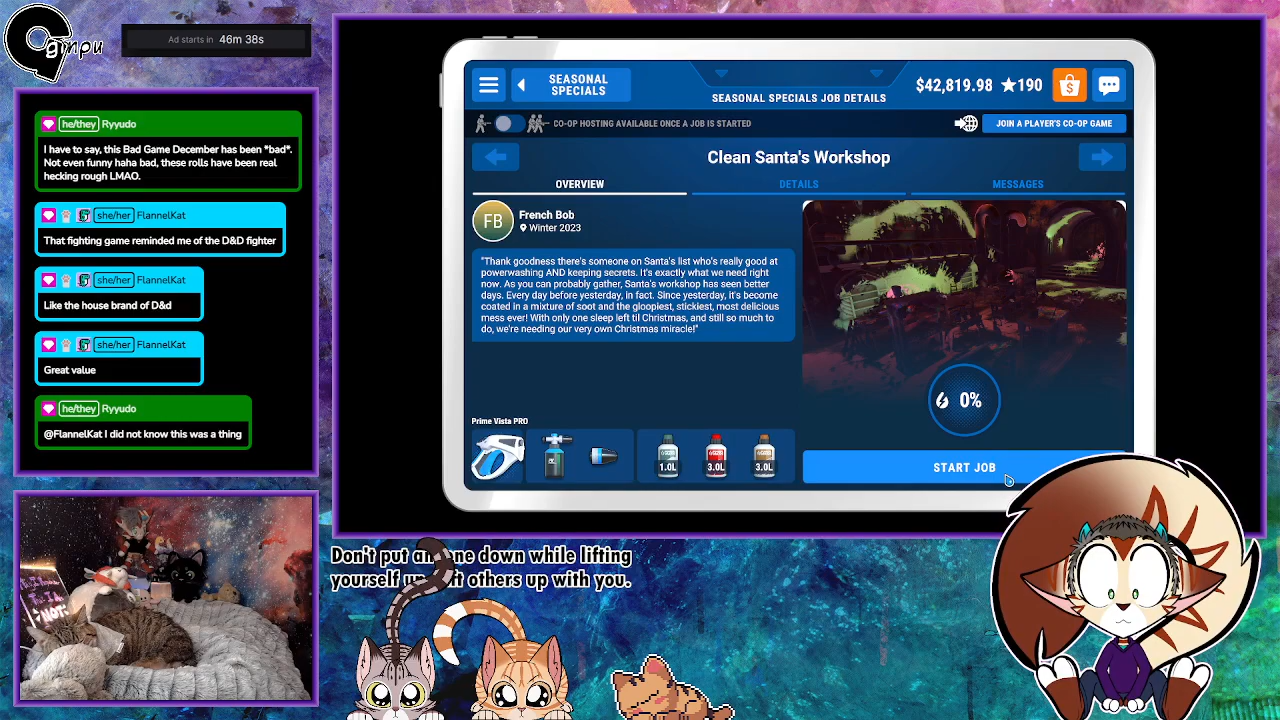 ginpu
Ad starts in 46m 38s
he/they Ryyudo
I have to say, this Bad Game December has been *bad*.
Not even funny haha bad, these rolls have been real
hecking rough LMAO.
she/her FlannelKat
That fighting game reminded me of the D&D fighter
she/her FlannelKat
Like the house brand of D&d
she/her FlannelKat
Great value
he/they Ryyudo
@FlannelKat I did not know this was a thing
SEASONAL
SPECIALS
SEASONAL SPECIALS JOB DETAILS
$42,819.98 ★190
CO-OP HOSTING AVAILABLE ONCE A JOB IS STARTED
JOIN A PLAYER'S CO-OP GAME
Clean Santa's Workshop
OVERVIEW
DETAILS
MESSAGES
FB
French Bob
Winter 2023
"Thank goodness there's someone on Santa's list who's really good at
powerwashing AND keeping secrets. It's exactly what we need right
now. As you can probably gather, Santa's workshop has seen better
days. Every day before yesterday, in fact. Since yesterday, it's become
coated in a mixture of soot and the gloopiest, stickiest, most delicious
mess ever! With only one sleep left til Christmas, and still so much to
do, we're needing our very own Christmas miracle!"
0%
Prime Vista PRO
1.0L
3.0L
3.0L
START JOB
Don't put down while lifting
yourself others up with you.
NOT: